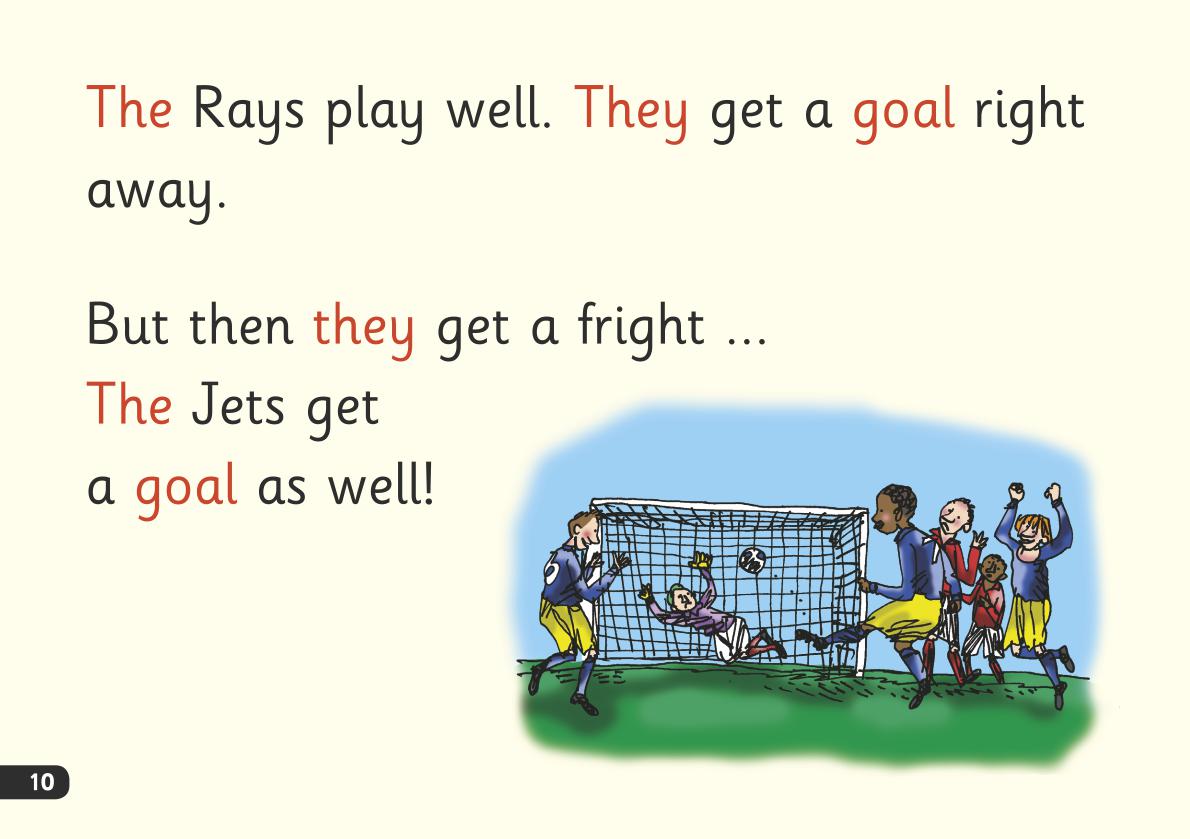 The Rays play well. They get a goal right
away.
But then they get a fright ...
The Jets get
a goal as well!
10